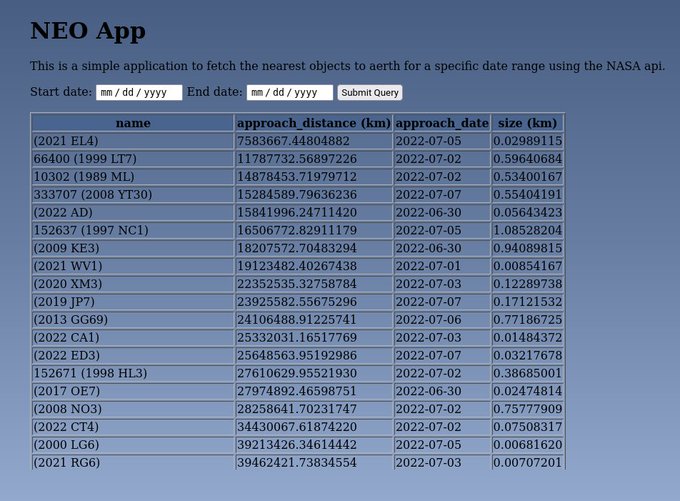 NEO App
This is a simple application to fetch the nearest objects to aerth for a specific date range using the NASA api.
Start date: mm / dd / yyyy End date: mm / dd / yyyy Submit Query
name approach_distance (km) approach_date size (km)
(2021 EL4) 7583667.44804882 2022-07-05 0.02989115
66400 (1999 LT7) 11787732.56897226 2022-07-02 0.59640684
10302 (1989 ML) 14878453.71979712 2022-07-02 0.53400167
333707 (2008 YT30) 15284589.79636236 2022-07-07 0.55404191
(2022 AD) 15841996.24711420 2022-06-30 0.05643423
152637 (1997 NC1) 16506772.82911179 2022-07-05 1.08528204
(2009 KE3) 18207572.70483294 2022-06-30 0.94089815
(2021 WV1) 19123482.40267438 2022-07-01 0.00854167
(2020 XM3) 22352535.32758784 2022-07-03 0.12289738
(2019 JP7) 23925582.55675296 2022-07-07 0.17121532
(2013 GG69) 24106488.91225741 2022-07-06 0.77186725
(2022 CA1) 25332031.16517769 2022-07-03 0.01484372
(2022 ED3) 25648563.95192986 2022-07-07 0.03217678
152671 (1998 HL3) 27610629.95521930 2022-07-02 0.38685001
(2017 OE7) 27974892.46598751 2022-06-30 0.02474814
(2008 NO3) 28258641.70231747 2022-07-02 0.75777909
(2022 CT4) 34430067.61874220 2022-07-02 0.07508317
(2000 LG6) 39213426.34614442 2022-07-05 0.00681620
(2021 RG6) 39462421.73834554 2022-07-03 0.00707201